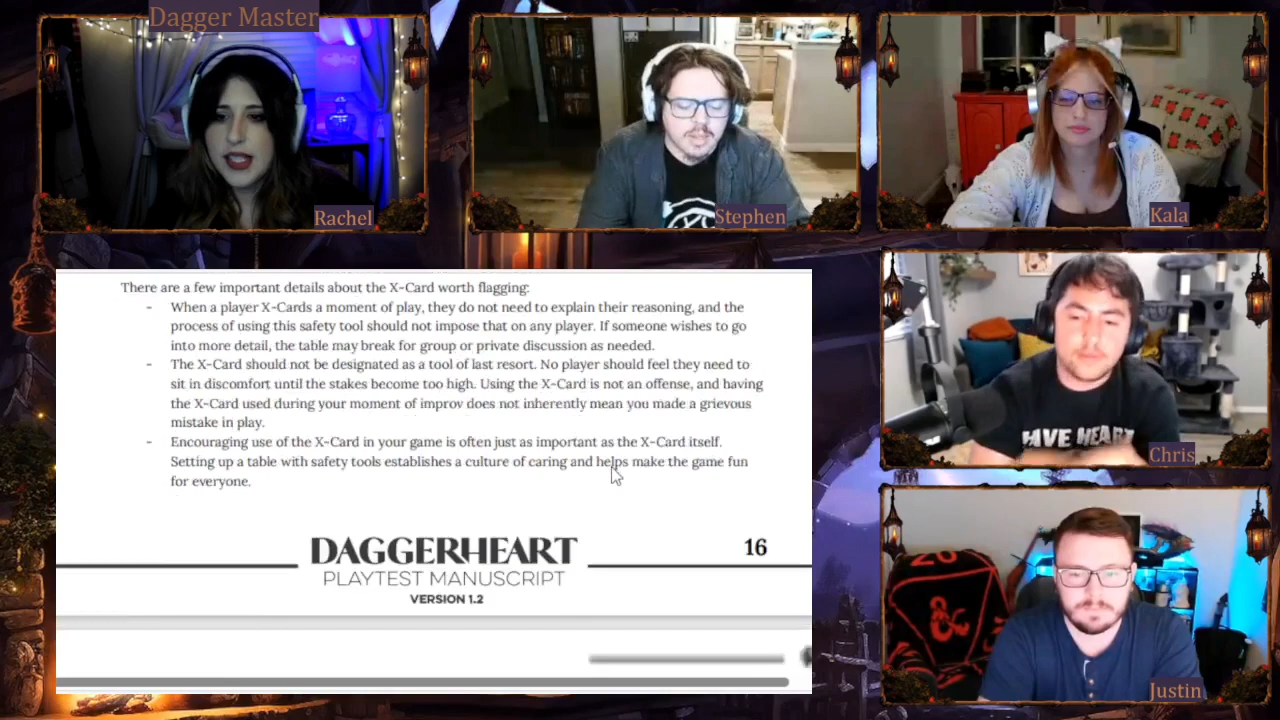 Dagger Master
Rachel
Stephen
Kala
There are a few important details about the X-Card worth flagging:
- When a player X-Cards a moment of play, they do not need to explain their reasoning, and the
process of using this safety tool should not impose that on any player. If someone wishes to go
into more detail, the table may break for group or private discussion as needed.
- The X-Card should not be designated as a tool of last resort. No player should feel they need to
sit in discomfort until the stakes become too high. Using the X-Card is not an offense, and having
the X-Card used during your moment of improv does not inherently mean you made a grievous
mistake in play.
- Encouraging use of the X-Card in your game is often just as important as the X-Card itself.
Setting up a table with safety tools establishes a culture of caring and helps make the game fun
for everyone.
DAGGERHEART
16
PLAYTEST MANUSCRIPT
VERSION 1.2
HAVE HEART
Chris
20
&
Justin